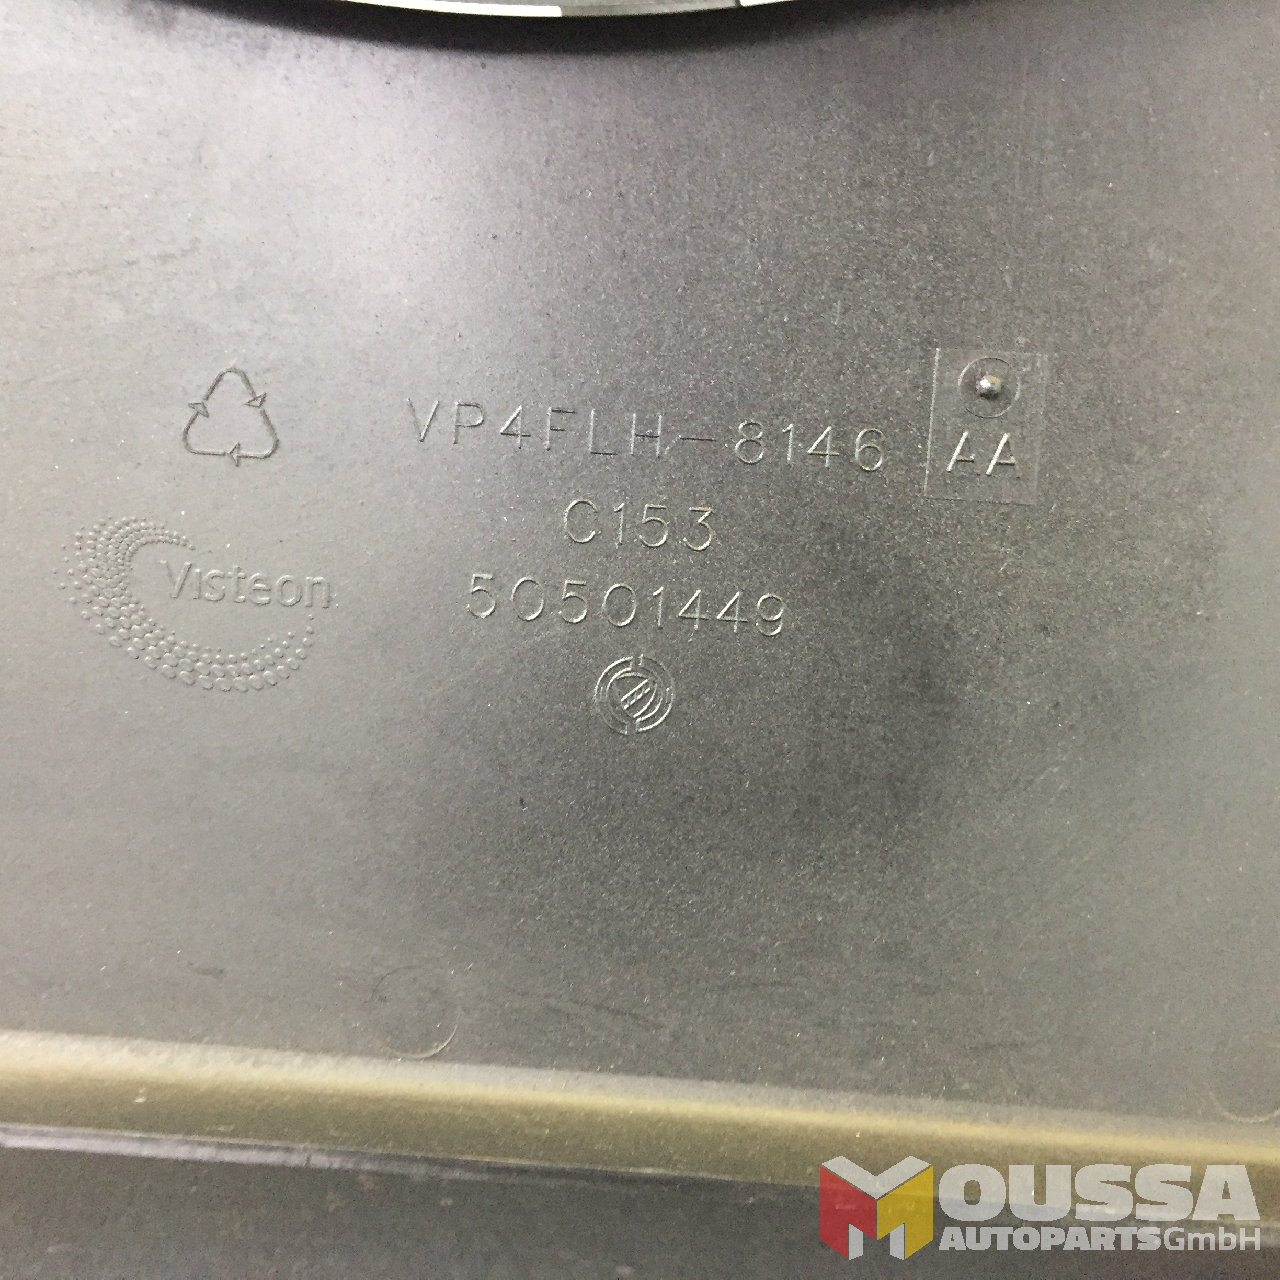 VP4FLH-8146 AA
C153
50501449
Visteon
MOUSSA
AUTOPARTS GmbH